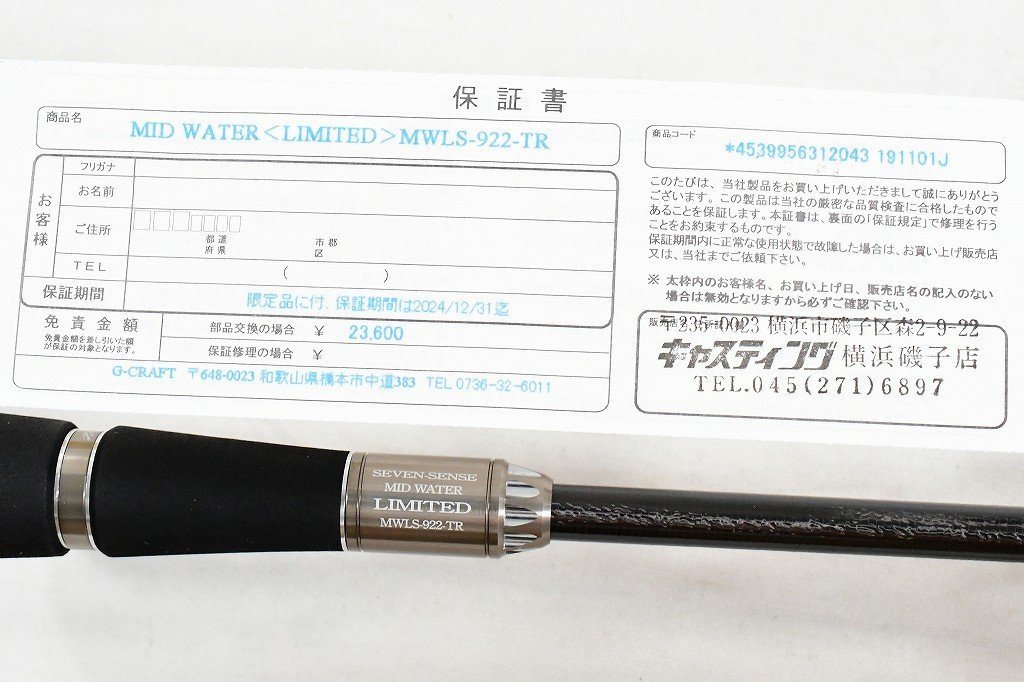 保証書
商品名
MID WATER＜LIMITED＞MWLS-922-TR
お客様
フリガナ
お名前
ご住所
都道
府県
市郡
区
TEL
(　　　)
保証期間
限定品に付、保証期間は2024/12/31迄
免責金額
免責金額を差し引いた額
が保証の対象となります。
部品交換の場合 ￥ 23,600
保証修理の場合 ￥
G-CRAFT 〒648-0023 和歌山県橋本市中道383 TEL 0736-32-6011
商品コード
*4539956312043 191101J
このたびは、当社製品をお買い上げいただきまして誠にありがとう
ございます。この製品は当社の厳密な品質検査に合格したもので
あることを保証します。本証書は、裏面の「保証規定」で修理を行う
ことをお約束するものです。
保証期間内に正常な使用状態で故障した場合は、お買い上げ販売店
又は、当社までご依頼下さい。
※ 太枠内のお客様名、お買い上げ日、販売店名の記入のない
場合は無効となりますから必ずご確認下さい。
〒235-0023 横浜市磯子区森2-9-22
キャスティング 横浜磯子店
TEL.045(271)6897
SEVEN-SENSE
MID WATER
LIMITED
MWLS-922-TR